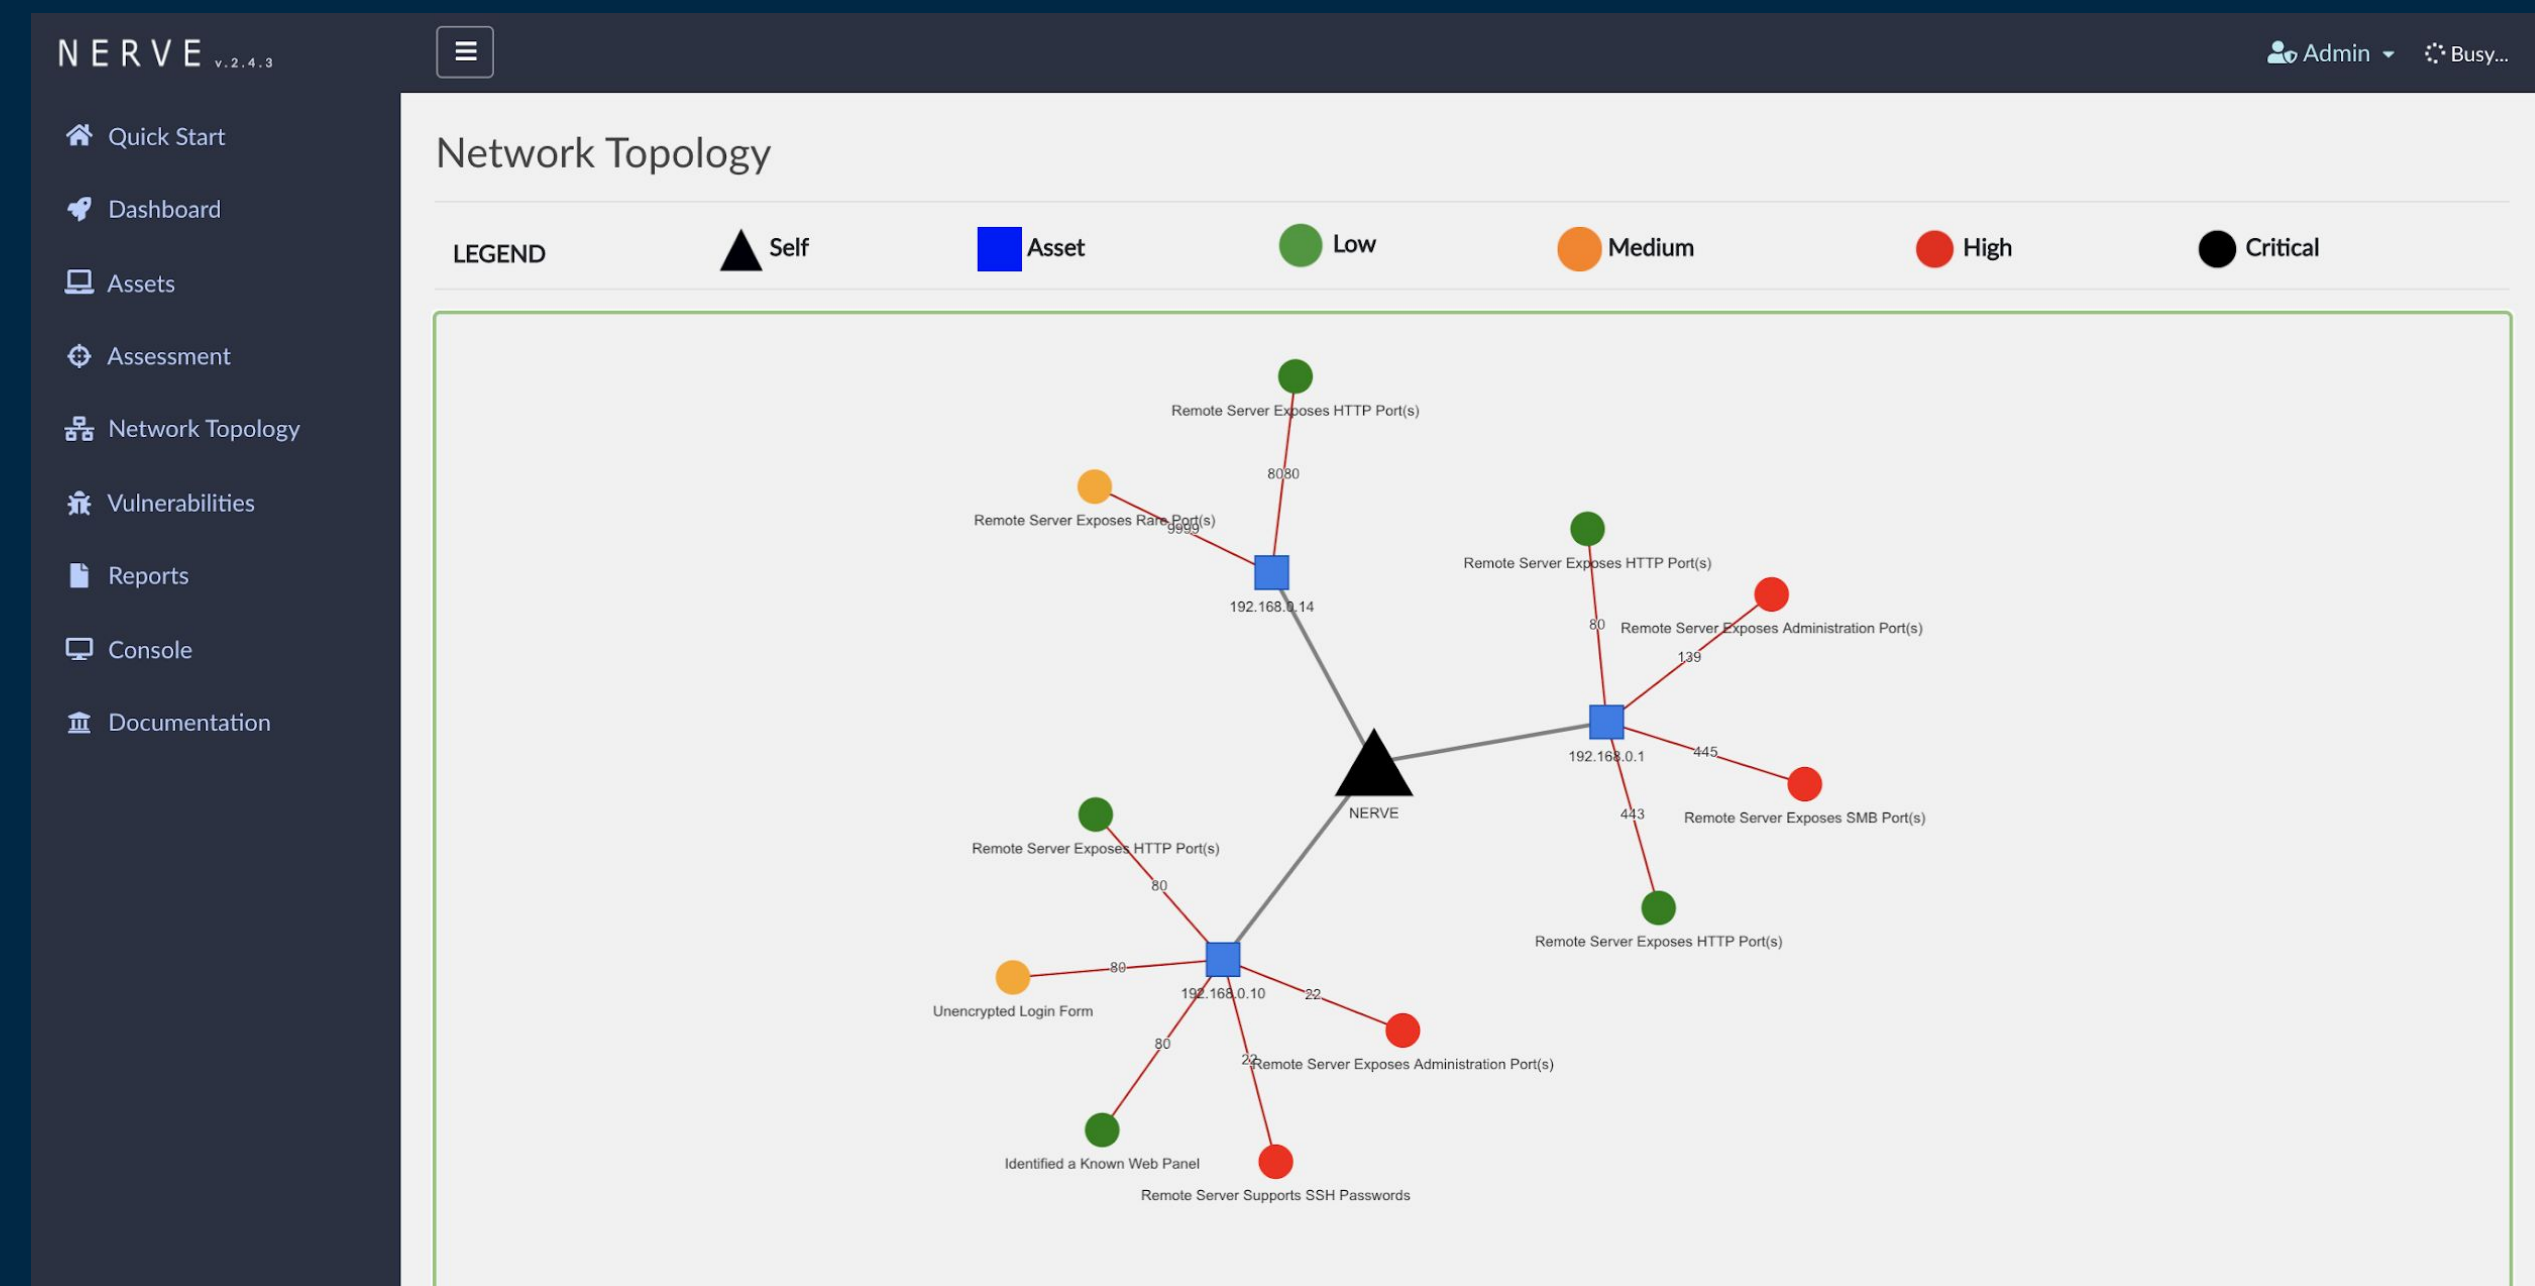 NERVE v.2.4.3
Admin
Busy...
Quick Start
Dashboard
Assets
Assessment
Network Topology
Vulnerabilities
Reports
Console
Documentation
Network Topology
LEGEND
Self
Asset
Low
Medium
High
Critical
Remote Server Exposes HTTP Port(s)
8080
Remote Server Exposes Rare Port(s)
9999
192.168.0.14
Remote Server Exposes HTTP Port(s)
80
Remote Server Exposes Administration Port(s)
139
192.168.0.1
445
Remote Server Exposes SMB Port(s)
443
Remote Server Exposes HTTP Port(s)
NERVE
Remote Server Exposes HTTP Port(s)
80
80
Unencrypted Login Form
192.168.0.10
22
Remote Server Exposes Administration Port(s)
80
22
Identified a Known Web Panel
Remote Server Supports SSH Passwords